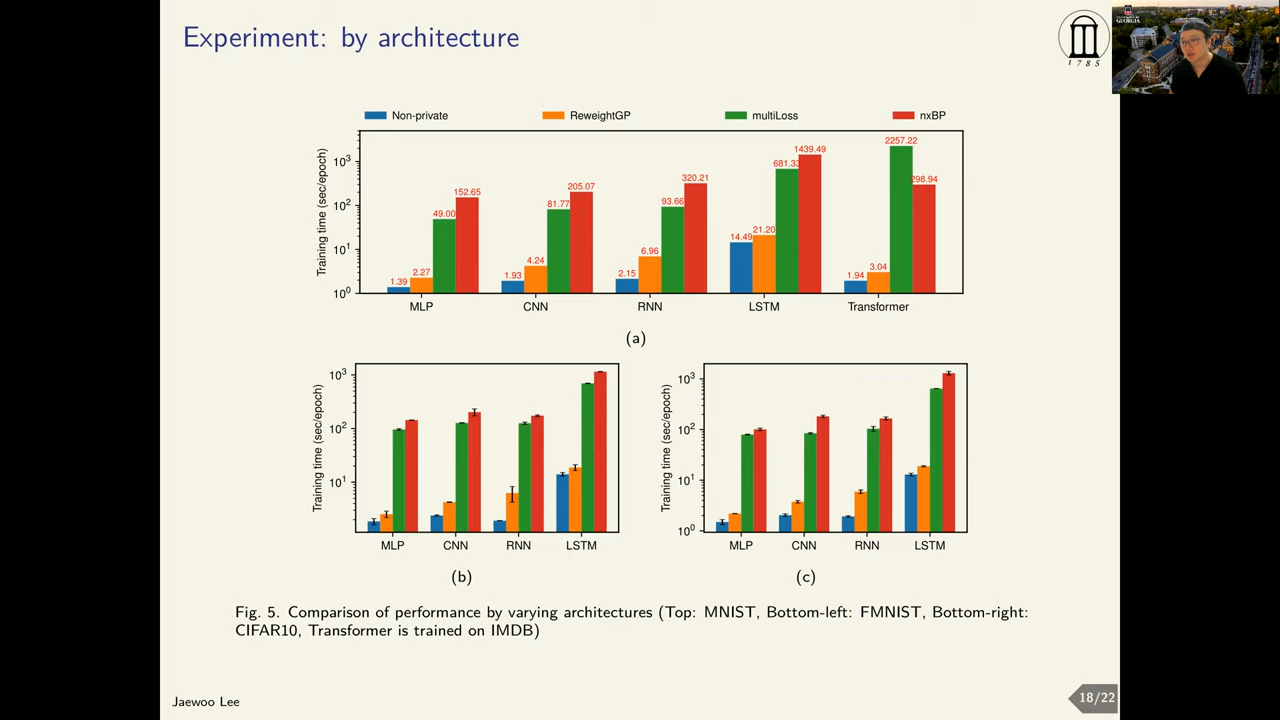 Experiment: by architecture
1785
GEORGIA
Non-private ReweightGP multiLoss nxBP
Training time (sec/epoch)
10³
10²
10¹
10⁰
1.39 2.27 49.00 152.65
1.93 4.24 81.77 205.07
2.15 6.96 93.66 320.21
14.49 21.20 681.33 1439.49
1.94 3.04 2257.22 298.94
MLP CNN RNN LSTM Transformer
(a)
Training time (sec/epoch)
10³
10²
10¹
MLP CNN RNN LSTM
(b)
Training time (sec/epoch)
10³
10²
10¹
10⁰
MLP CNN RNN LSTM
(c)
Fig. 5. Comparison of performance by varying architectures (Top: MNIST, Bottom-left: FMNIST, Bottom-right:
CIFAR10, Transformer is trained on IMDB)
Jaewoo Lee
18/22